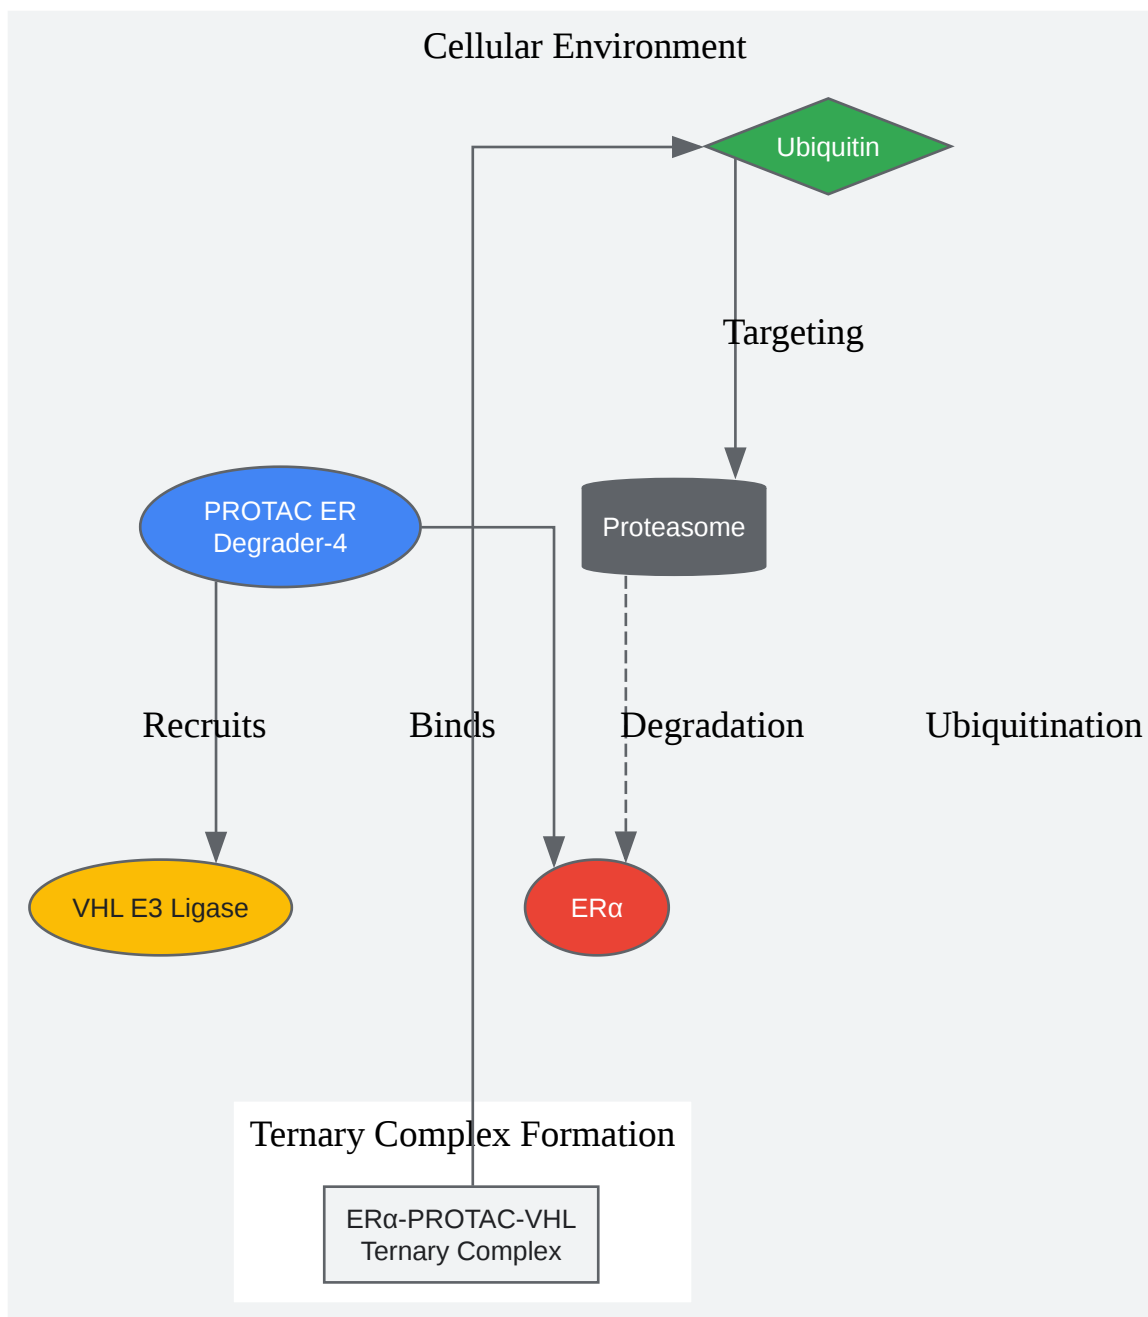 Cellular Environment
Ubiquitin
Targeting
PROTAC ER
Degrader-4
Proteasome
Recruits
Binds
Degradation
Ubiquitination
VHL E3 Ligase
ERα
Ternary Complex Formation
ERα-PROTAC-VHL
Ternary Complex